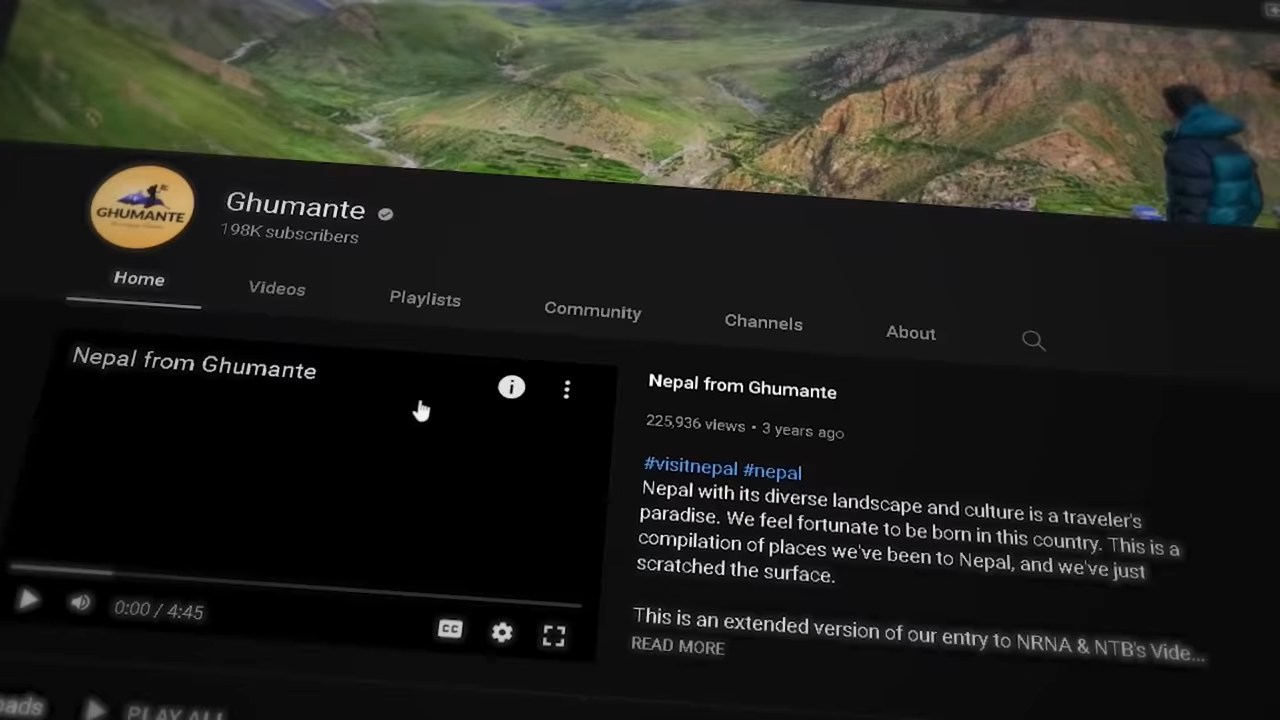 GHUMANTE
Ghumante
198K subscribers
Home
Videos
Playlists
Community
Channels
About
Nepal from Ghumante
0:00 / 4:45
CC
Nepal from Ghumante
225,936 views • 3 years ago
#visitnepal #nepal
Nepal with its diverse landscape and culture is a traveler's
paradise. We feel fortunate to be born in this country. This is a
compilation of places we've been to Nepal, and we've just
scratched the surface.
This is an extended version of our entry to NRNA & NTB's Vide...
READ MORE
PLAY ALL